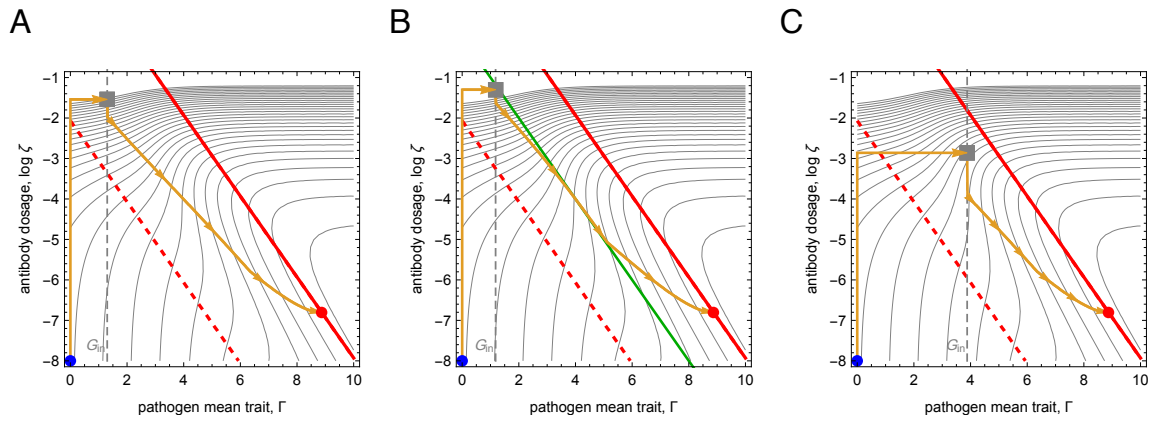 A
B
C
antibody dosage, log ζ
-1
-2
-3
-4
-5
-6
-7
-8
G_in
0 2 4 6 8 10
pathogen mean trait, Γ
antibody dosage, log ζ
-1
-2
-3
-4
-5
-6
-7
-8
G_in
0 2 4 6 8 10
pathogen mean trait, Γ
antibody dosage, log ζ
-1
-2
-3
-4
-5
-6
-7
-8
G_in
0 2 4 6 8 10
pathogen mean trait, Γ